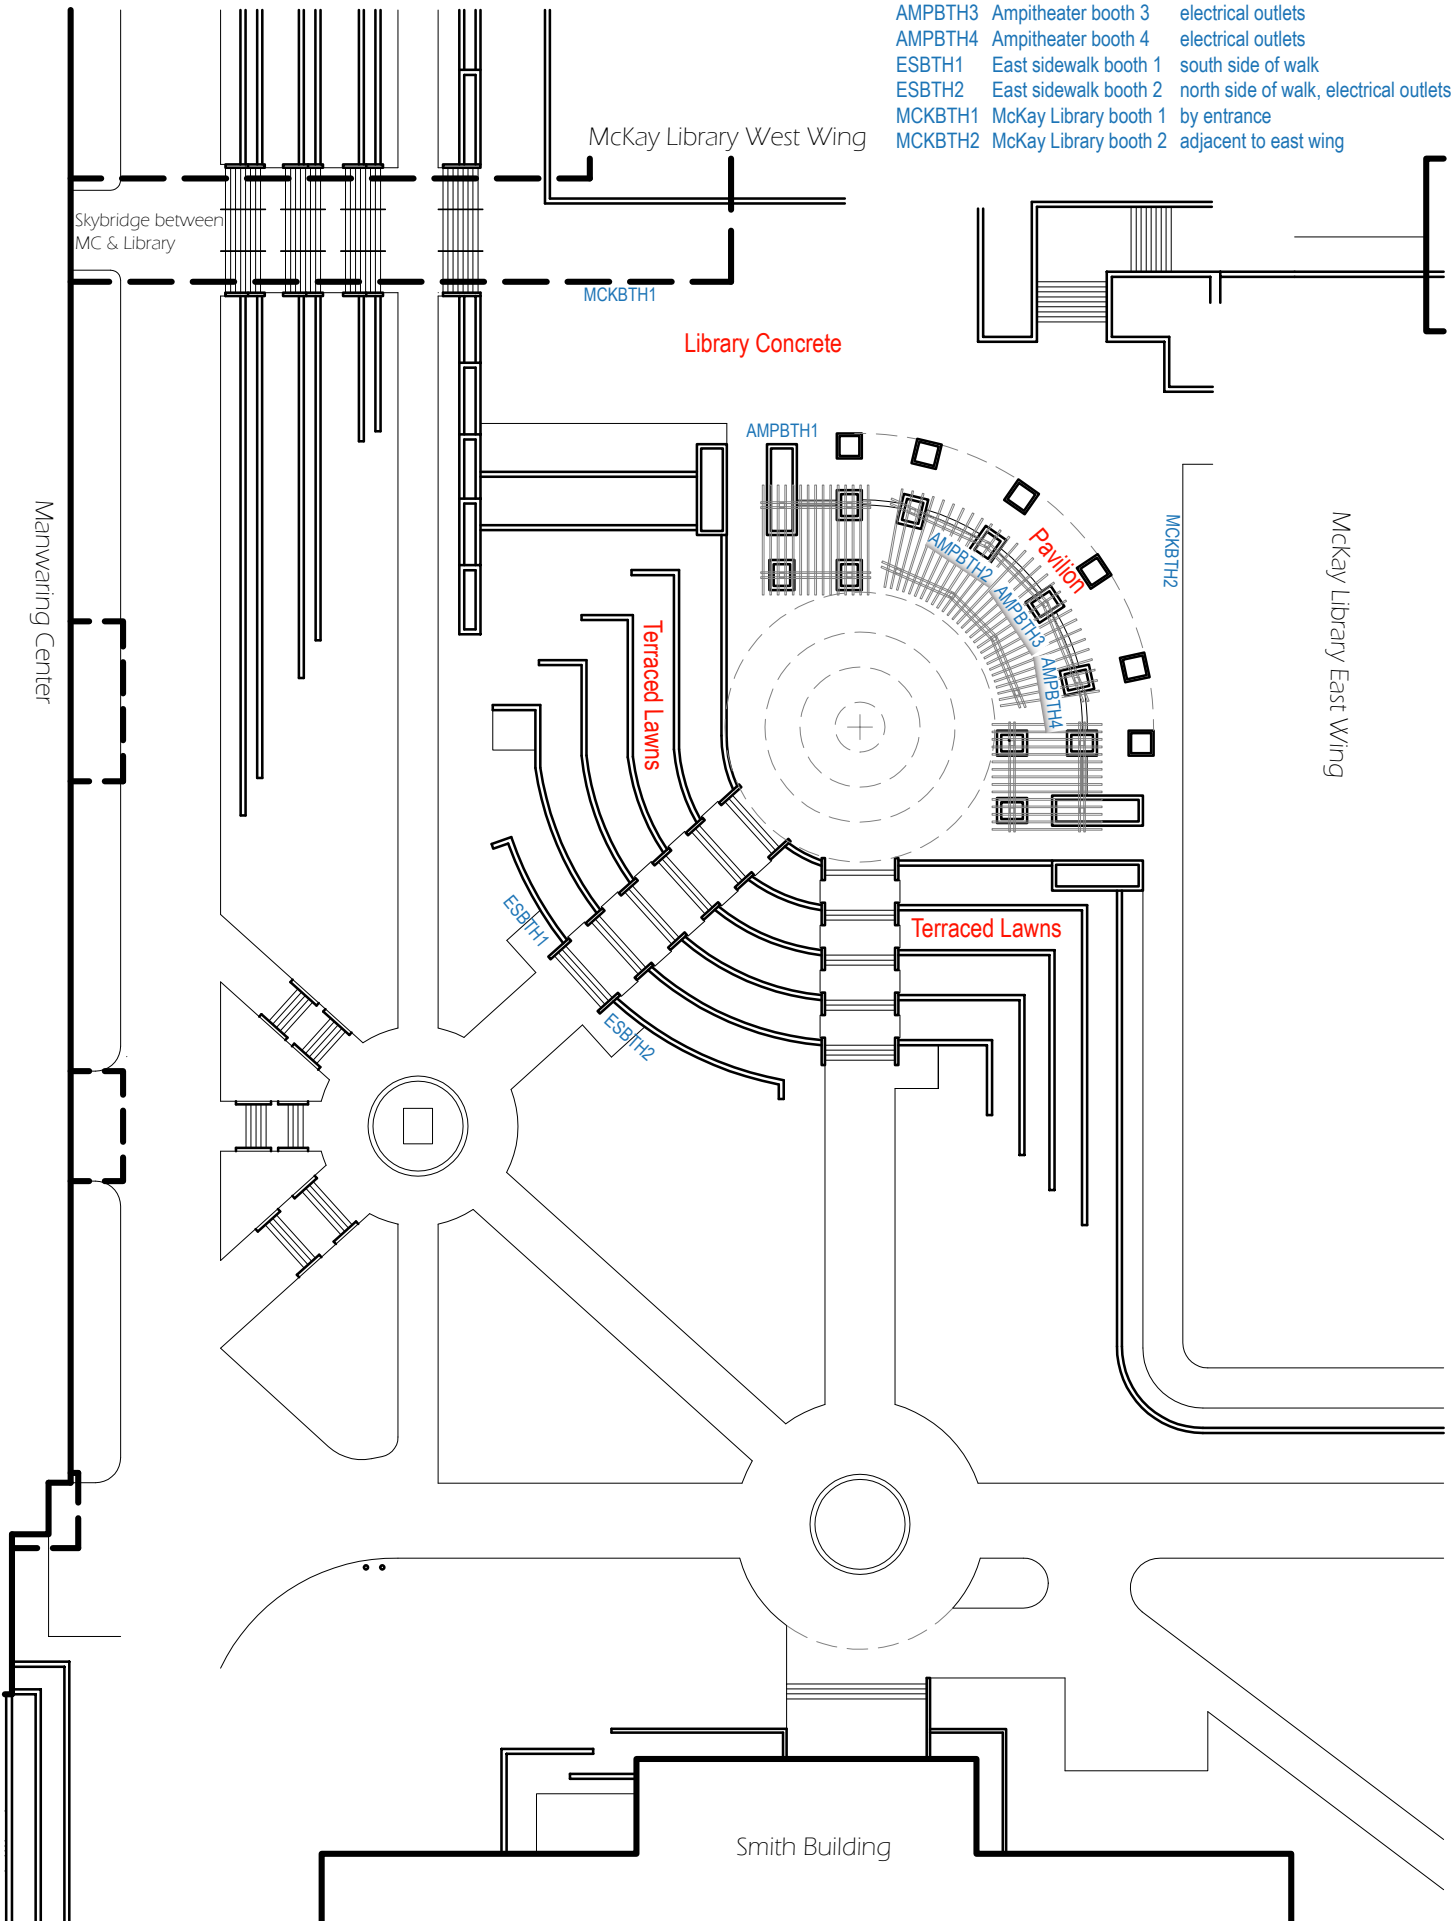 AMPBTH3 Ampitheater booth 3 electrical outlets
AMPBTH4 Ampitheater booth 4 electrical outlets
ESBTH1 East sidewalk booth 1 south side of walk
ESBTH2 East sidewalk booth 2 north side of walk, electrical outlets
MCKBTH1 McKay Library booth 1 by entrance
MCKBTH2 McKay Library booth 2 adjacent to east wing
McKay Library West Wing
Skybridge between
MC & Library
MCKBTH1
Library Concrete
AMPBTH1
Manwaring Center
Terraced Lawns
AMPBTH2
Pavilion
AMPBTH3
AMPBTH4
MCKBTH2
McKay Library East Wing
ESBTH1
Terraced Lawns
ESBTH2
Smith Building